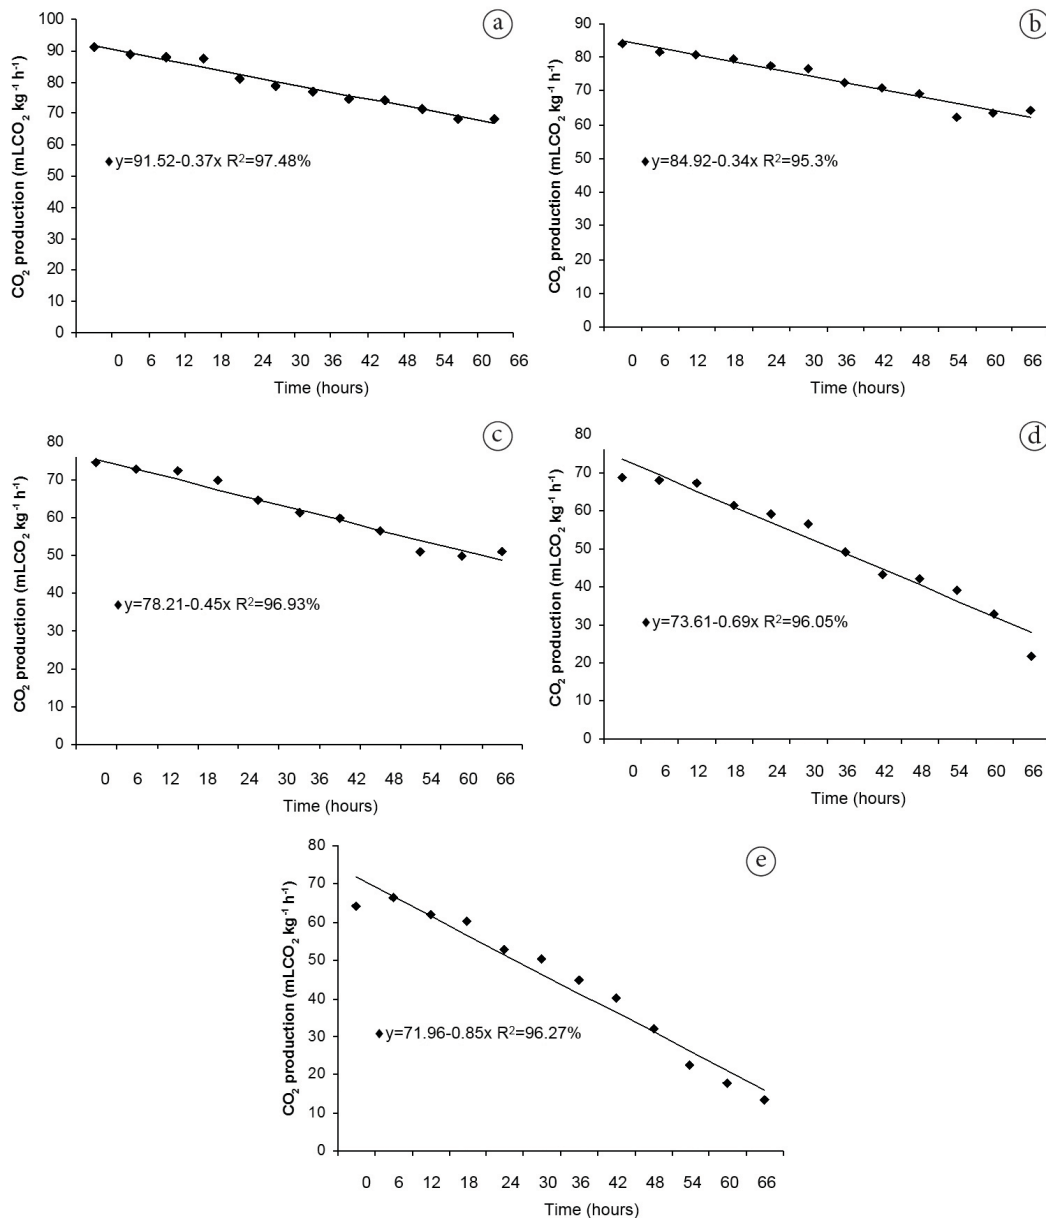 a
CO₂ production (mLCO₂ kg⁻¹ h⁻¹)
100
90
80
70
60
50
40
30
20
10
0
y=91.52-0.37x R²=97.48%
0 6 12 18 24 30 36 42 48 54 60 66
Time (hours)
b
CO₂ production (mLCO₂ kg⁻¹ h⁻¹)
90
80
70
60
50
40
30
20
10
0
y=84.92-0.34x R²=95.3%
0 6 12 18 24 30 36 42 48 54 60 66
Time (hours)
c
CO₂ production (mLCO₂ kg⁻¹ h⁻¹)
80
70
60
50
40
30
20
10
0
y=78.21-0.45x R²=96.93%
0 6 12 18 24 30 36 42 48 54 66
Time (hours)
d
CO₂ production (mLCO₂ kg⁻¹ h⁻¹)
80
70
60
50
40
30
20
10
0
y=73.61-0.69x R²=96.05%
0 6 12 18 24 30 36 42 48 54 60 66
Time (hours)
e
CO₂ production (mLCO₂ kg⁻¹ h⁻¹)
80
70
60
50
40
30
20
10
0
y=71.96-0.85x R²=96.27%
0 6 12 18 24 30 36 42 48 54 60 66
Time (hours)